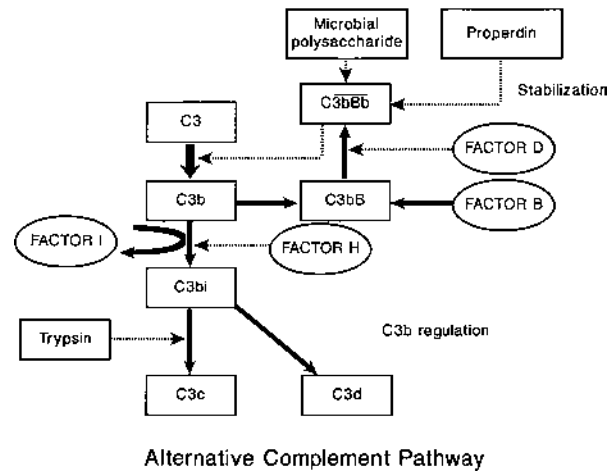 Microbial
polysaccharide
Properdin
C3bBb
Stabilization
C3
FACTOR D
C3b
C3bB
FACTOR B
FACTOR I
FACTOR H
C3bi
Trypsin
C3b regulation
C3c
C3d
Alternative Complement Pathway